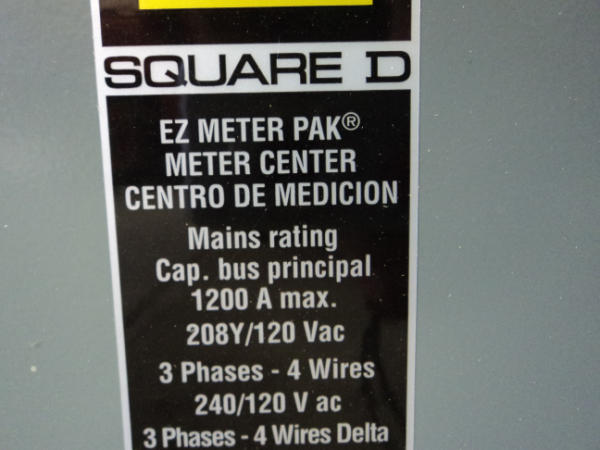 SQUARE D
EZ METER PAK®
METER CENTER
CENTRO DE MEDICION
Mains rating
Cap. bus principal
1200 A max.
208Y/120 Vac
3 Phases - 4 Wires
240/120 V ac
3 Phases - 4 Wires Delta